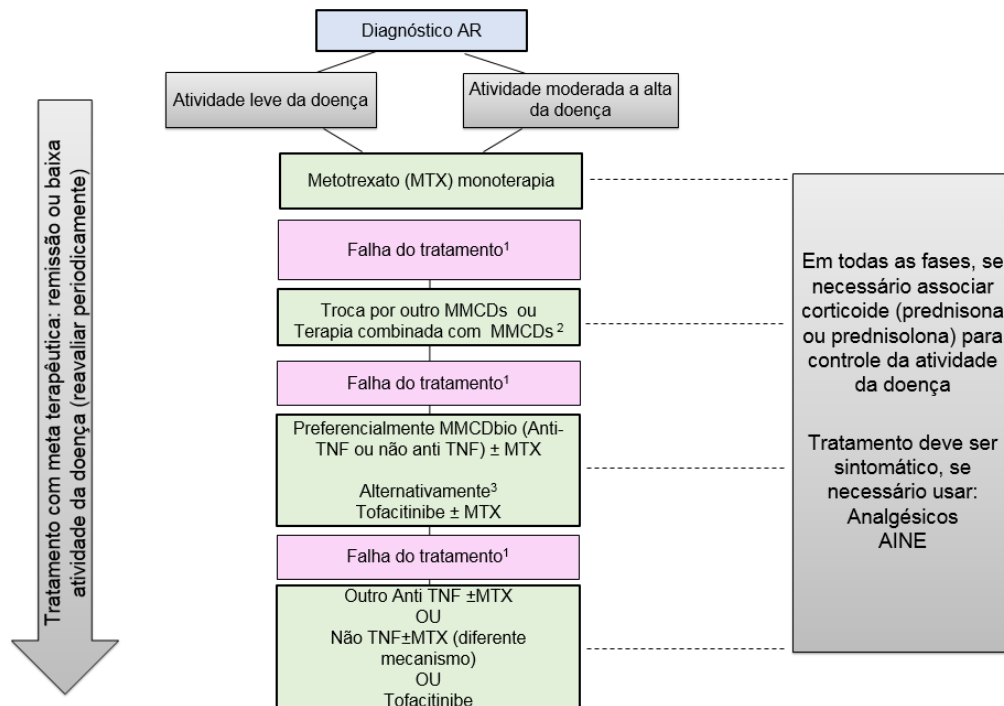 Diagnóstico AR
Atividade leve da doença
Atividade moderada a alta
da doença
Metotrexato (MTX) monoterapia
Falha do tratamento¹
Troca por outro MMCDs ou
Terapia combinada com MMCDs ²
Falha do tratamento¹
Preferencialmente MMCDbio (Anti-
TNF ou não anti TNF) ± MTX
Alternativamente³
Tofacitinibe ± MTX
Falha do tratamento¹
Outro Anti TNF ±MTX
OU
Não TNF±MTX (diferente
mecanismo)
OU
Tofacitinibe
Tratamento com meta terapêutica: remissão ou baixa
atividade da doença (reavaliar periodicamente)
Em todas as fases, se
necessário associar
corticoide (prednisona
ou prednisolona) para
controle da atividade
da doença
Tratamento deve ser
sintomático, se
necessário usar:
Analgésicos
AINE